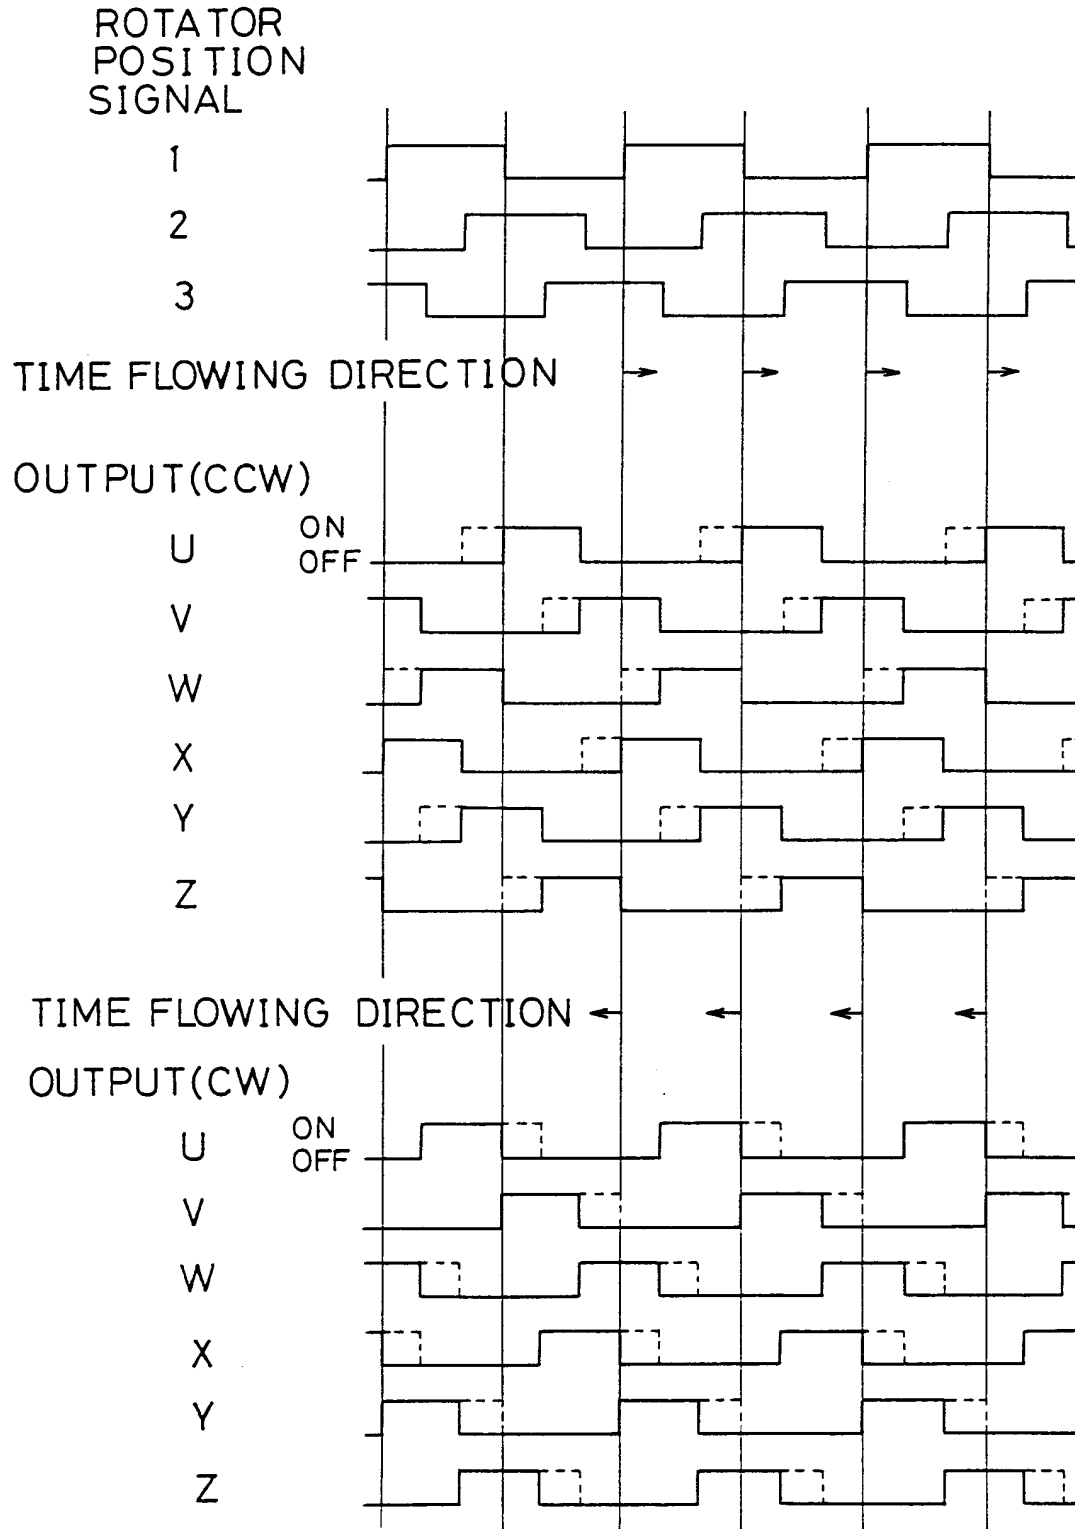 ROTATOR
POSITION
SIGNAL
1
2
3
TIME FLOWING DIRECTION
OUTPUT(CCW)
U ON
OFF
V
W
X
Y
Z
TIME FLOWING DIRECTION
OUTPUT(CW)
U ON
OFF
V
W
X
Y
Z